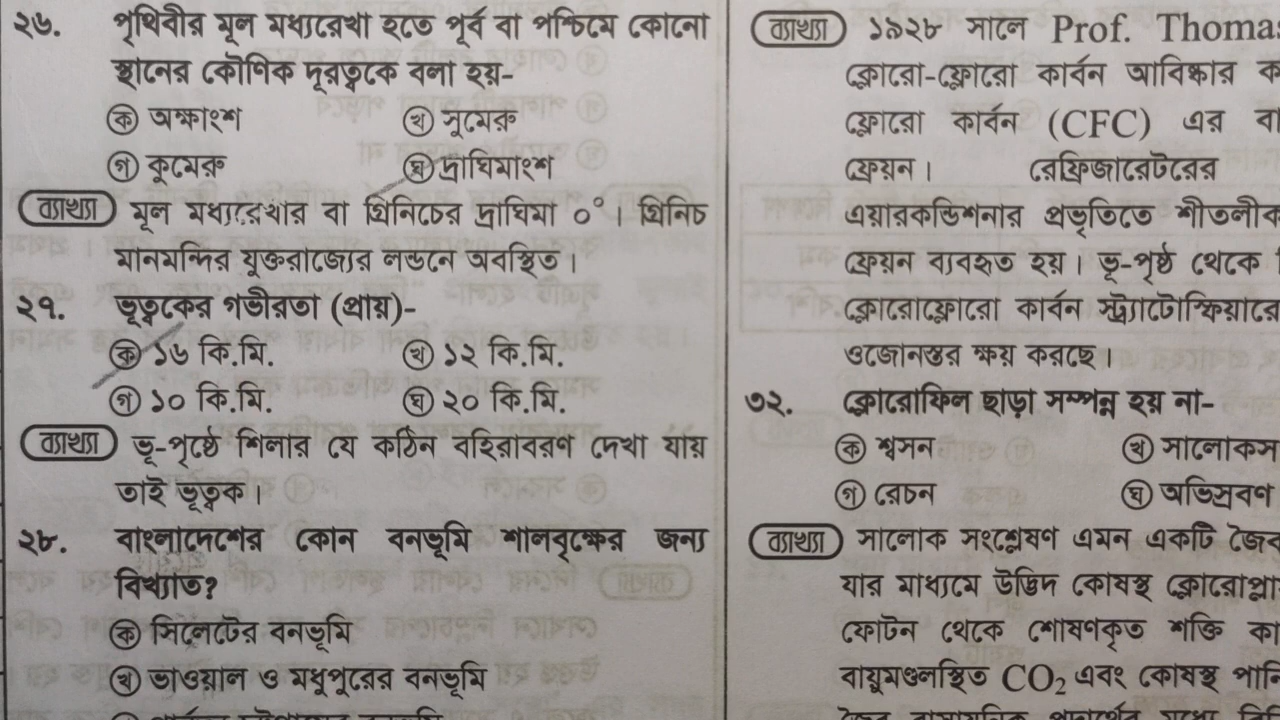 ২৬. পৃথিবীর মূল মধ্যরেখা হতে পূর্ব বা পশ্চিমে কোনো
স্থানের কৌণিক দূরত্বকে বলা হয়-
ক অক্ষাংশ খ সুমেরু
গ কুমেরু ঘ দ্রাঘিমাংশ
ব্যাখ্যা মূল মধ্যরেখার বা গ্রিনিচের দ্রাঘিমা ০°। গ্রিনিচ
মানমন্দির যুক্তরাজ্যের লন্ডনে অবস্থিত।
২৭. ভূত্বকের গভীরতা (প্রায়)-
ক ১৬ কি.মি. খ ১২ কি.মি.
গ ১০ কি.মি. ঘ ২০ কি.মি.
ব্যাখ্যা ভূ-পৃষ্ঠে শিলার যে কঠিন বহিরাবরণ দেখা যায়
তাই ভূত্বক।
২৮. বাংলাদেশের কোন বনভূমি শালবৃক্ষের জন্য
বিখ্যাত?
ক সিলেটের বনভূমি
খ ভাওয়াল ও মধুপুরের বনভূমি
ব্যাখ্যা ১৯২৮ সালে Prof. Thomas
ক্লোরো-ফ্লোরো কার্বন আবিষ্কার ক
ফ্লোরো কার্বন (CFC) এর বা
ফ্রেয়ন। রেফ্রিজারেটরের
এয়ারকন্ডিশনার প্রভৃতিতে শীতলীক
ফ্রেয়ন ব্যবহৃত হয়। ভূ-পৃষ্ঠ থেকে
ক্লোরোফ্লোরো কার্বন স্ট্র্যাটোস্ফিয়ারে
ওজোনস্তর ক্ষয় করছে।
৩২. ক্লোরোফিল ছাড়া সম্পন্ন হয় না-
ক শ্বসন খ সালোকস
গ রেচন ঘ অভিস্রবণ
ব্যাখ্যা সালোক সংশ্লেষণ এমন একটি জৈব
যার মাধ্যমে উদ্ভিদ কোষস্থ ক্লোরোপ্লা
ফোটন থেকে শোষণকৃত শক্তি কা
বায়ুমণ্ডলস্থিত CO₂ এবং কোষস্থ পানি